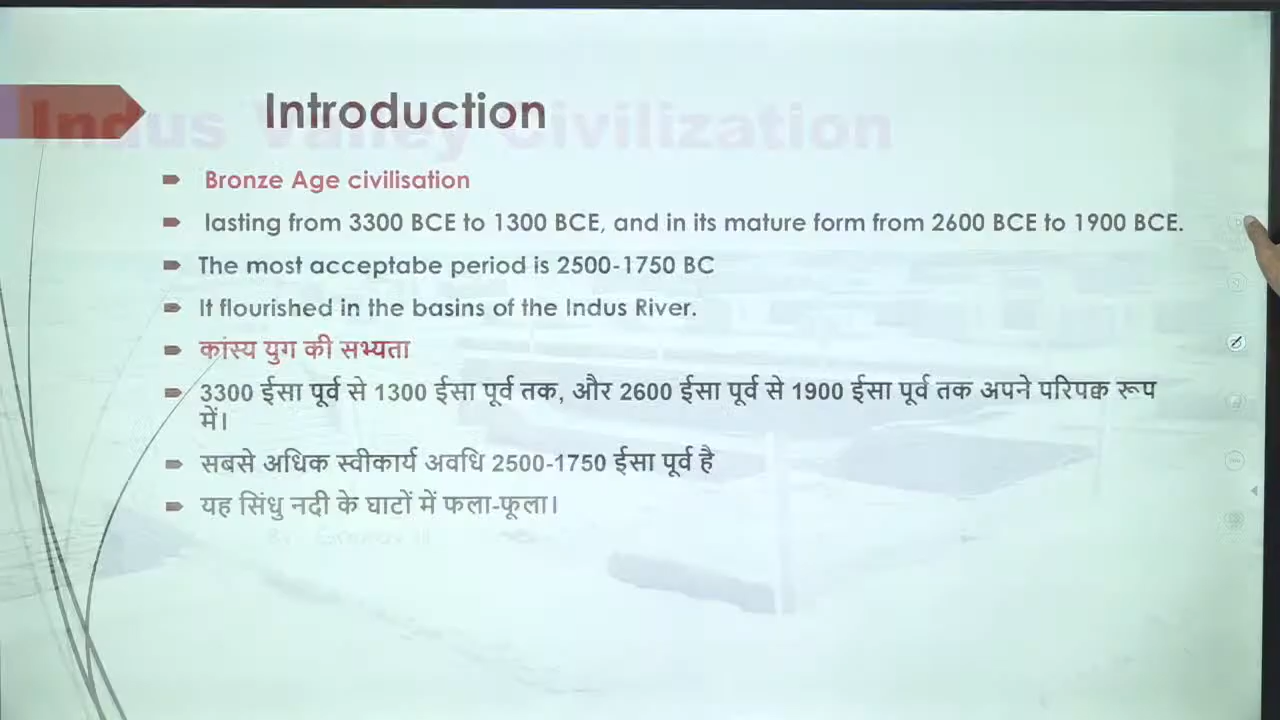 Introduction
Indus Valley Civilization
Bronze Age civilisation
lasting from 3300 BCE to 1300 BCE, and in its mature form from 2600 BCE to 1900 BCE.
The most acceptabe period is 2500-1750 BC
It flourished in the basins of the Indus River.
कांस्य युग की सभ्यता
3300 ईसा पूर्व से 1300 ईसा पूर्व तक, और 2600 ईसा पूर्व से 1900 ईसा पूर्व तक अपने परिपक्व रूप
में।
सबसे अधिक स्वीकार्य अवधि 2500-1750 ईसा पूर्व है
यह सिंधु नदी के घाटों में फला-फूला।